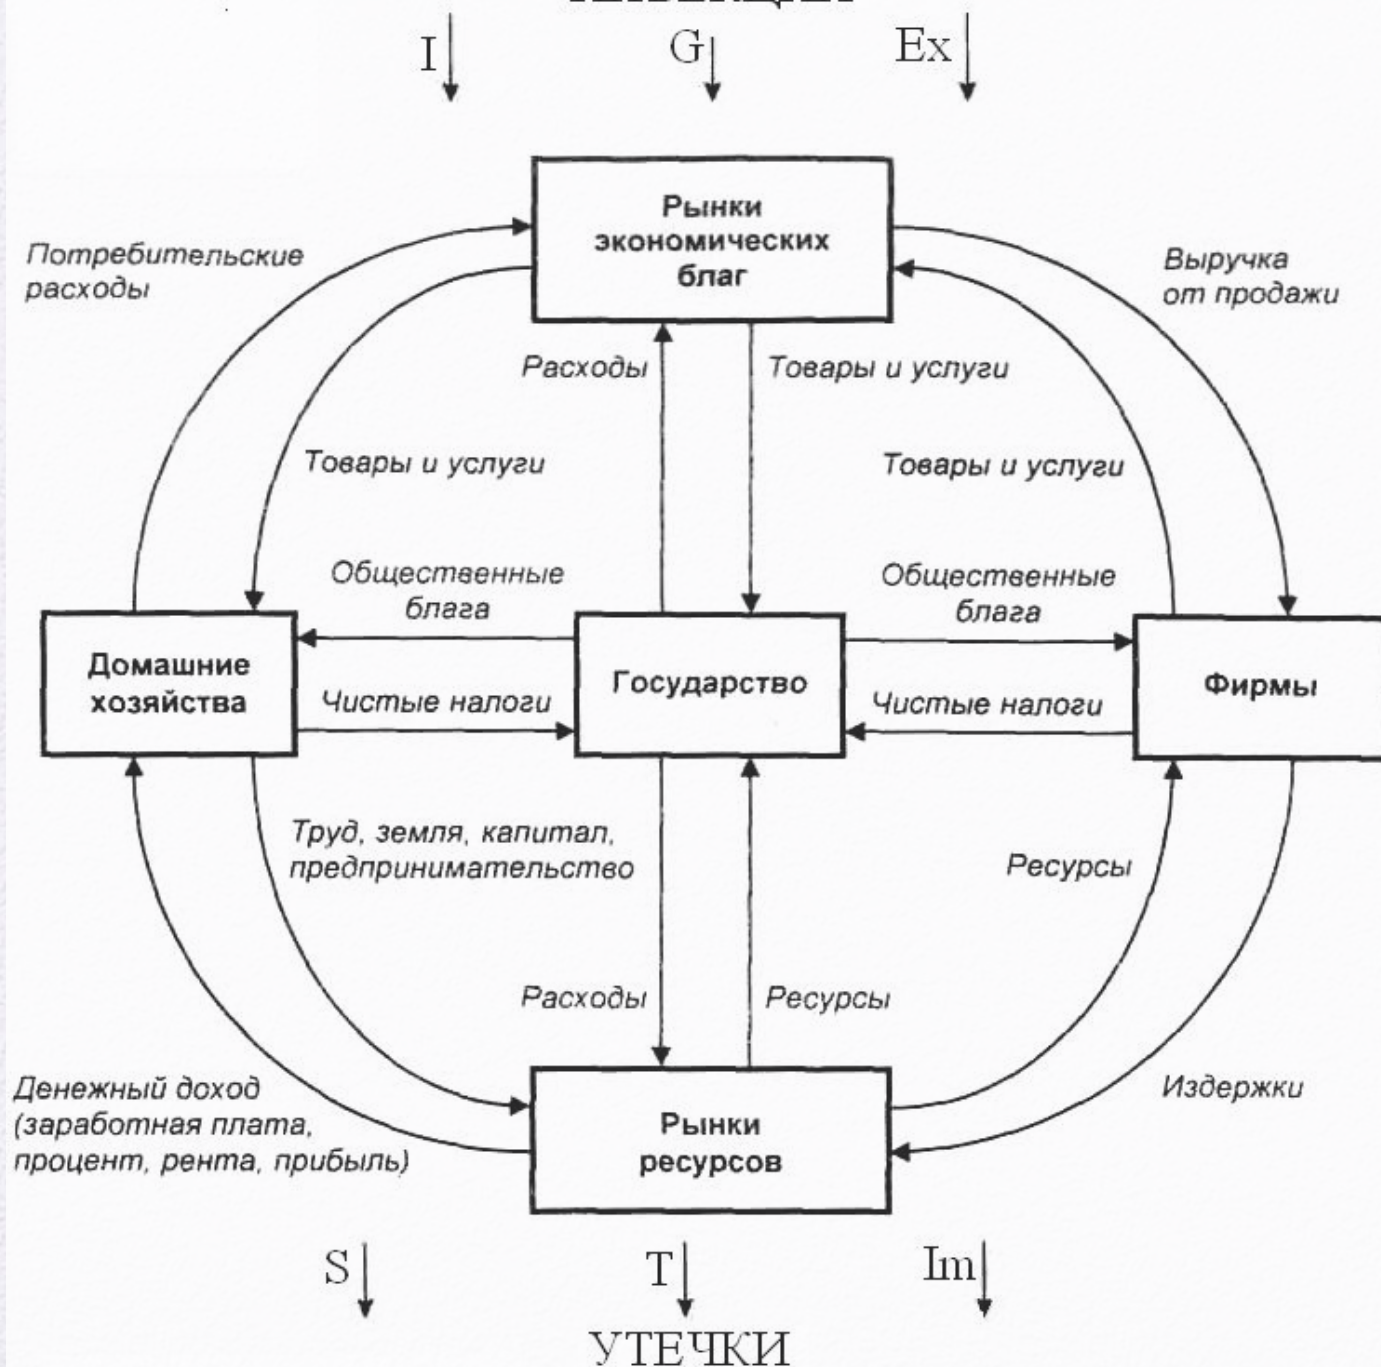 I
G
Ex
Рынки
экономических
благ
Потребительские
расходы
Выручка
от продажи
Расходы
Товары и услуги
Товары и услуги
Товары и услуги
Общественные
блага
Общественные
блага
Домашние
хозяйства
Государство
Фирмы
Чистые налоги
Чистые налоги
Труд, земля, капитал,
предпринимательство
Ресурсы
Расходы
Ресурсы
Денежный доход
(заработная плата,
процент, рента, прибыль)
Издержки
Рынки
ресурсов
S
T
Im
УТЕЧКИ